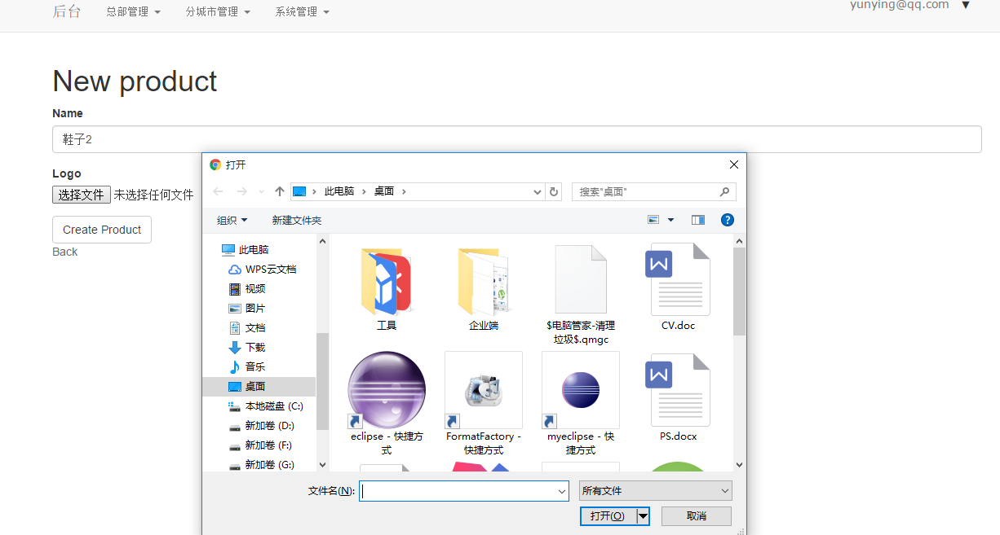 后台 总部管理 分城市管理 系统管理 yunying@qq.com
New product
Name
鞋子2
Logo
选择文件 未选择任何文件
Create Product
Back
打开
此电脑 桌面 搜索"桌面"
组织 新建文件夹
此电脑
WPS云文档
视频
图片
文档
下载
音乐
桌面
本地磁盘 (C:)
新加卷 (D:)
新加卷 (F:)
新加卷 (G:)
工具
企业端
$电脑管家-清理
垃圾$.qmgc
CV.doc
eclipse - 快捷方
式
FormatFactory -
快捷方式
myeclipse - 快
捷方式
PS.docx
文件名(N): 所有文件
打开(O) 取消